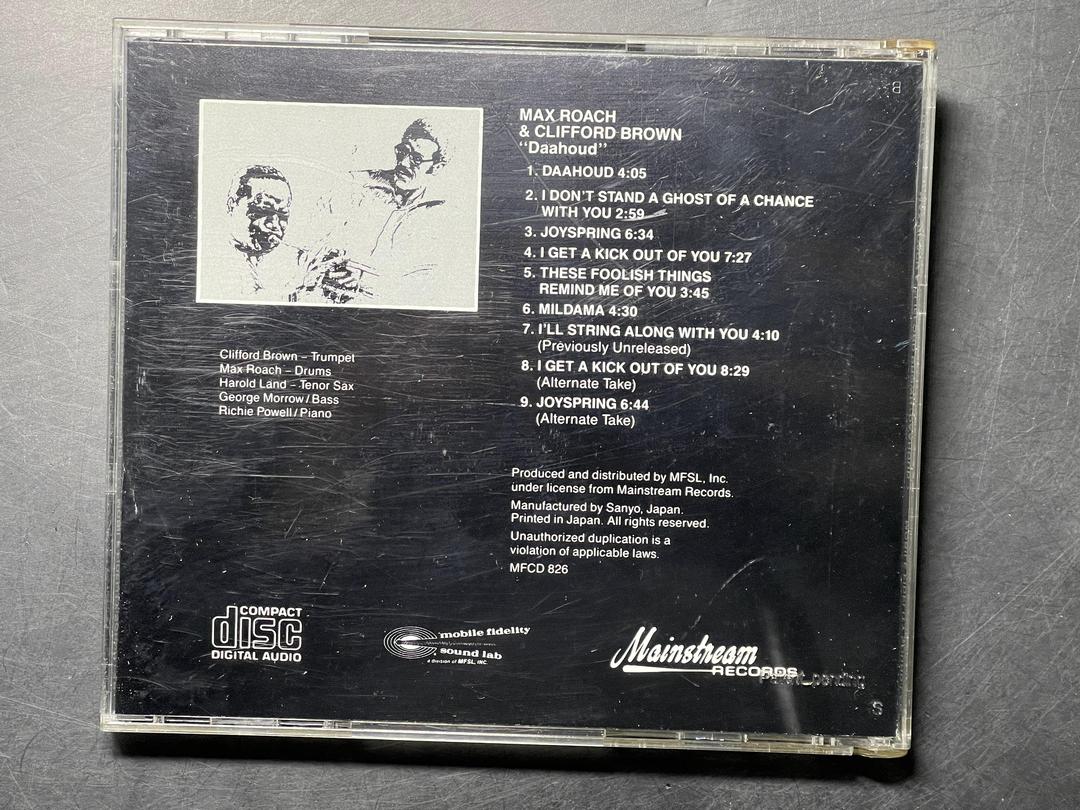 MAX ROACH
& CLIFFORD BROWN
"Daahoud"
1. DAAHOUD 4:05
2. I DON'T STAND A GHOST OF A CHANCE
WITH YOU 2:59
3. JOYSPRING 6:34
4. I GET A KICK OUT OF YOU 7:27
5. THESE FOOLISH THINGS
REMIND ME OF YOU 3:45
6. MILDAMA 4:30
7. I'LL STRING ALONG WITH YOU 4:10
(Previously Unreleased)
8. I GET A KICK OUT OF YOU 8:29
(Alternate Take)
9. JOYSPRING 6:44
(Alternate Take)
Clifford Brown – Trumpet
Max Roach – Drums
Harold Land – Tenor Sax
George Morrow / Bass
Richie Powell / Piano
Produced and distributed by MFSL, Inc.
under license from Mainstream Records.
Manufactured by Sanyo, Japan.
Printed in Japan. All rights reserved.
Unauthorized duplication is a
violation of applicable laws.
MFCD 826
COMPACT
disc
DIGITAL AUDIO
mobile fidelity
sound lab
a division of MFSL, INC.
Mainstream
RECORDS
Patent pending
S
B